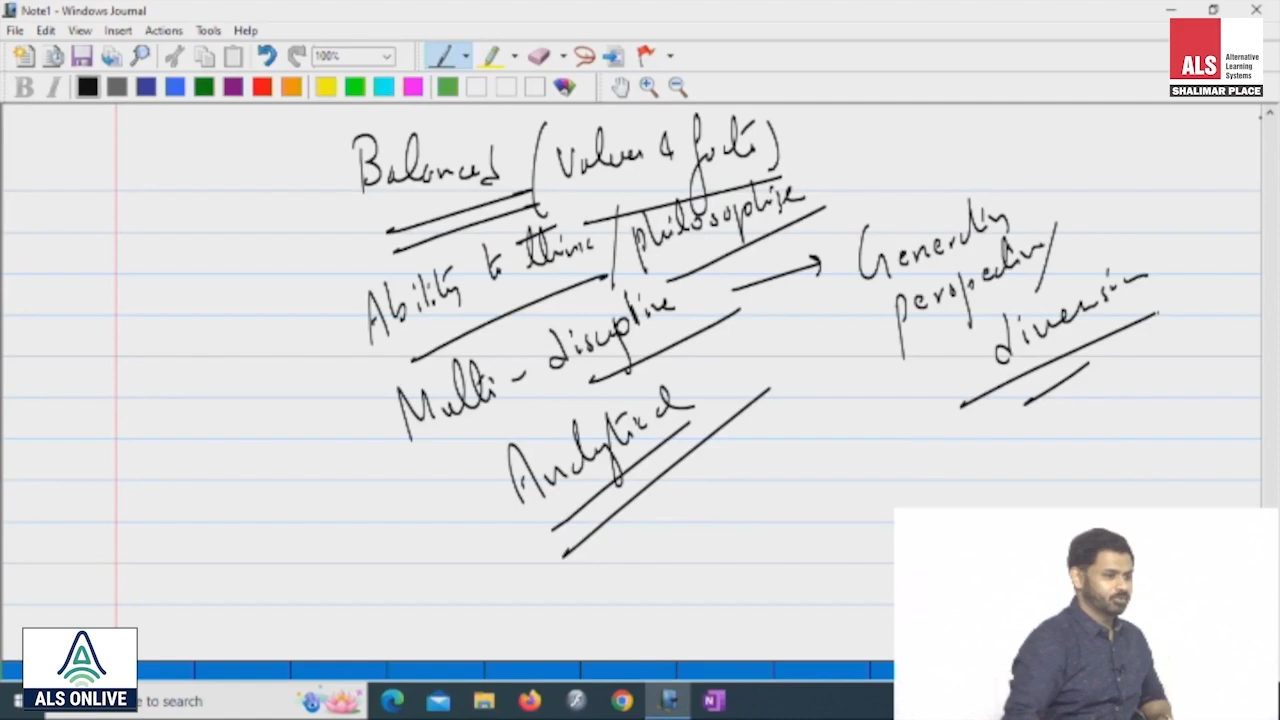 Note1 - Windows Journal
File Edit View Insert Actions Tools Help
100%
B I
ALS Alternative Learning Systems
SHALIMAR PLACE
Balanced (Values & facts)
Ability to think / philosophise
Multi - discipline → Generating perspective/ dimension
Analytical
ALS ONLIVE
e to search